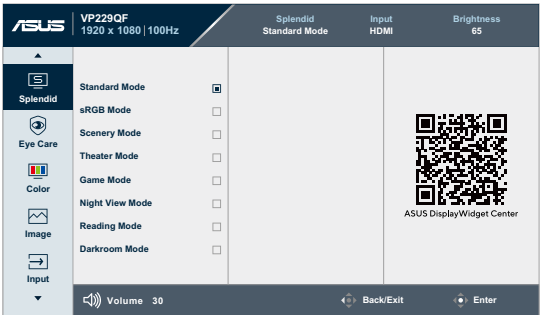 ASUS
VP229QF
1920 x 1080 | 100Hz
Splendid
Standard Mode
Input
HDMI
Brightness
65
Splendid
Eye Care
Color
Image
Input
Standard Mode
sRGB Mode
Scenery Mode
Theater Mode
Game Mode
Night View Mode
Reading Mode
Darkroom Mode
ASUS DisplayWidget Center
Volume 30
Back/Exit
Enter